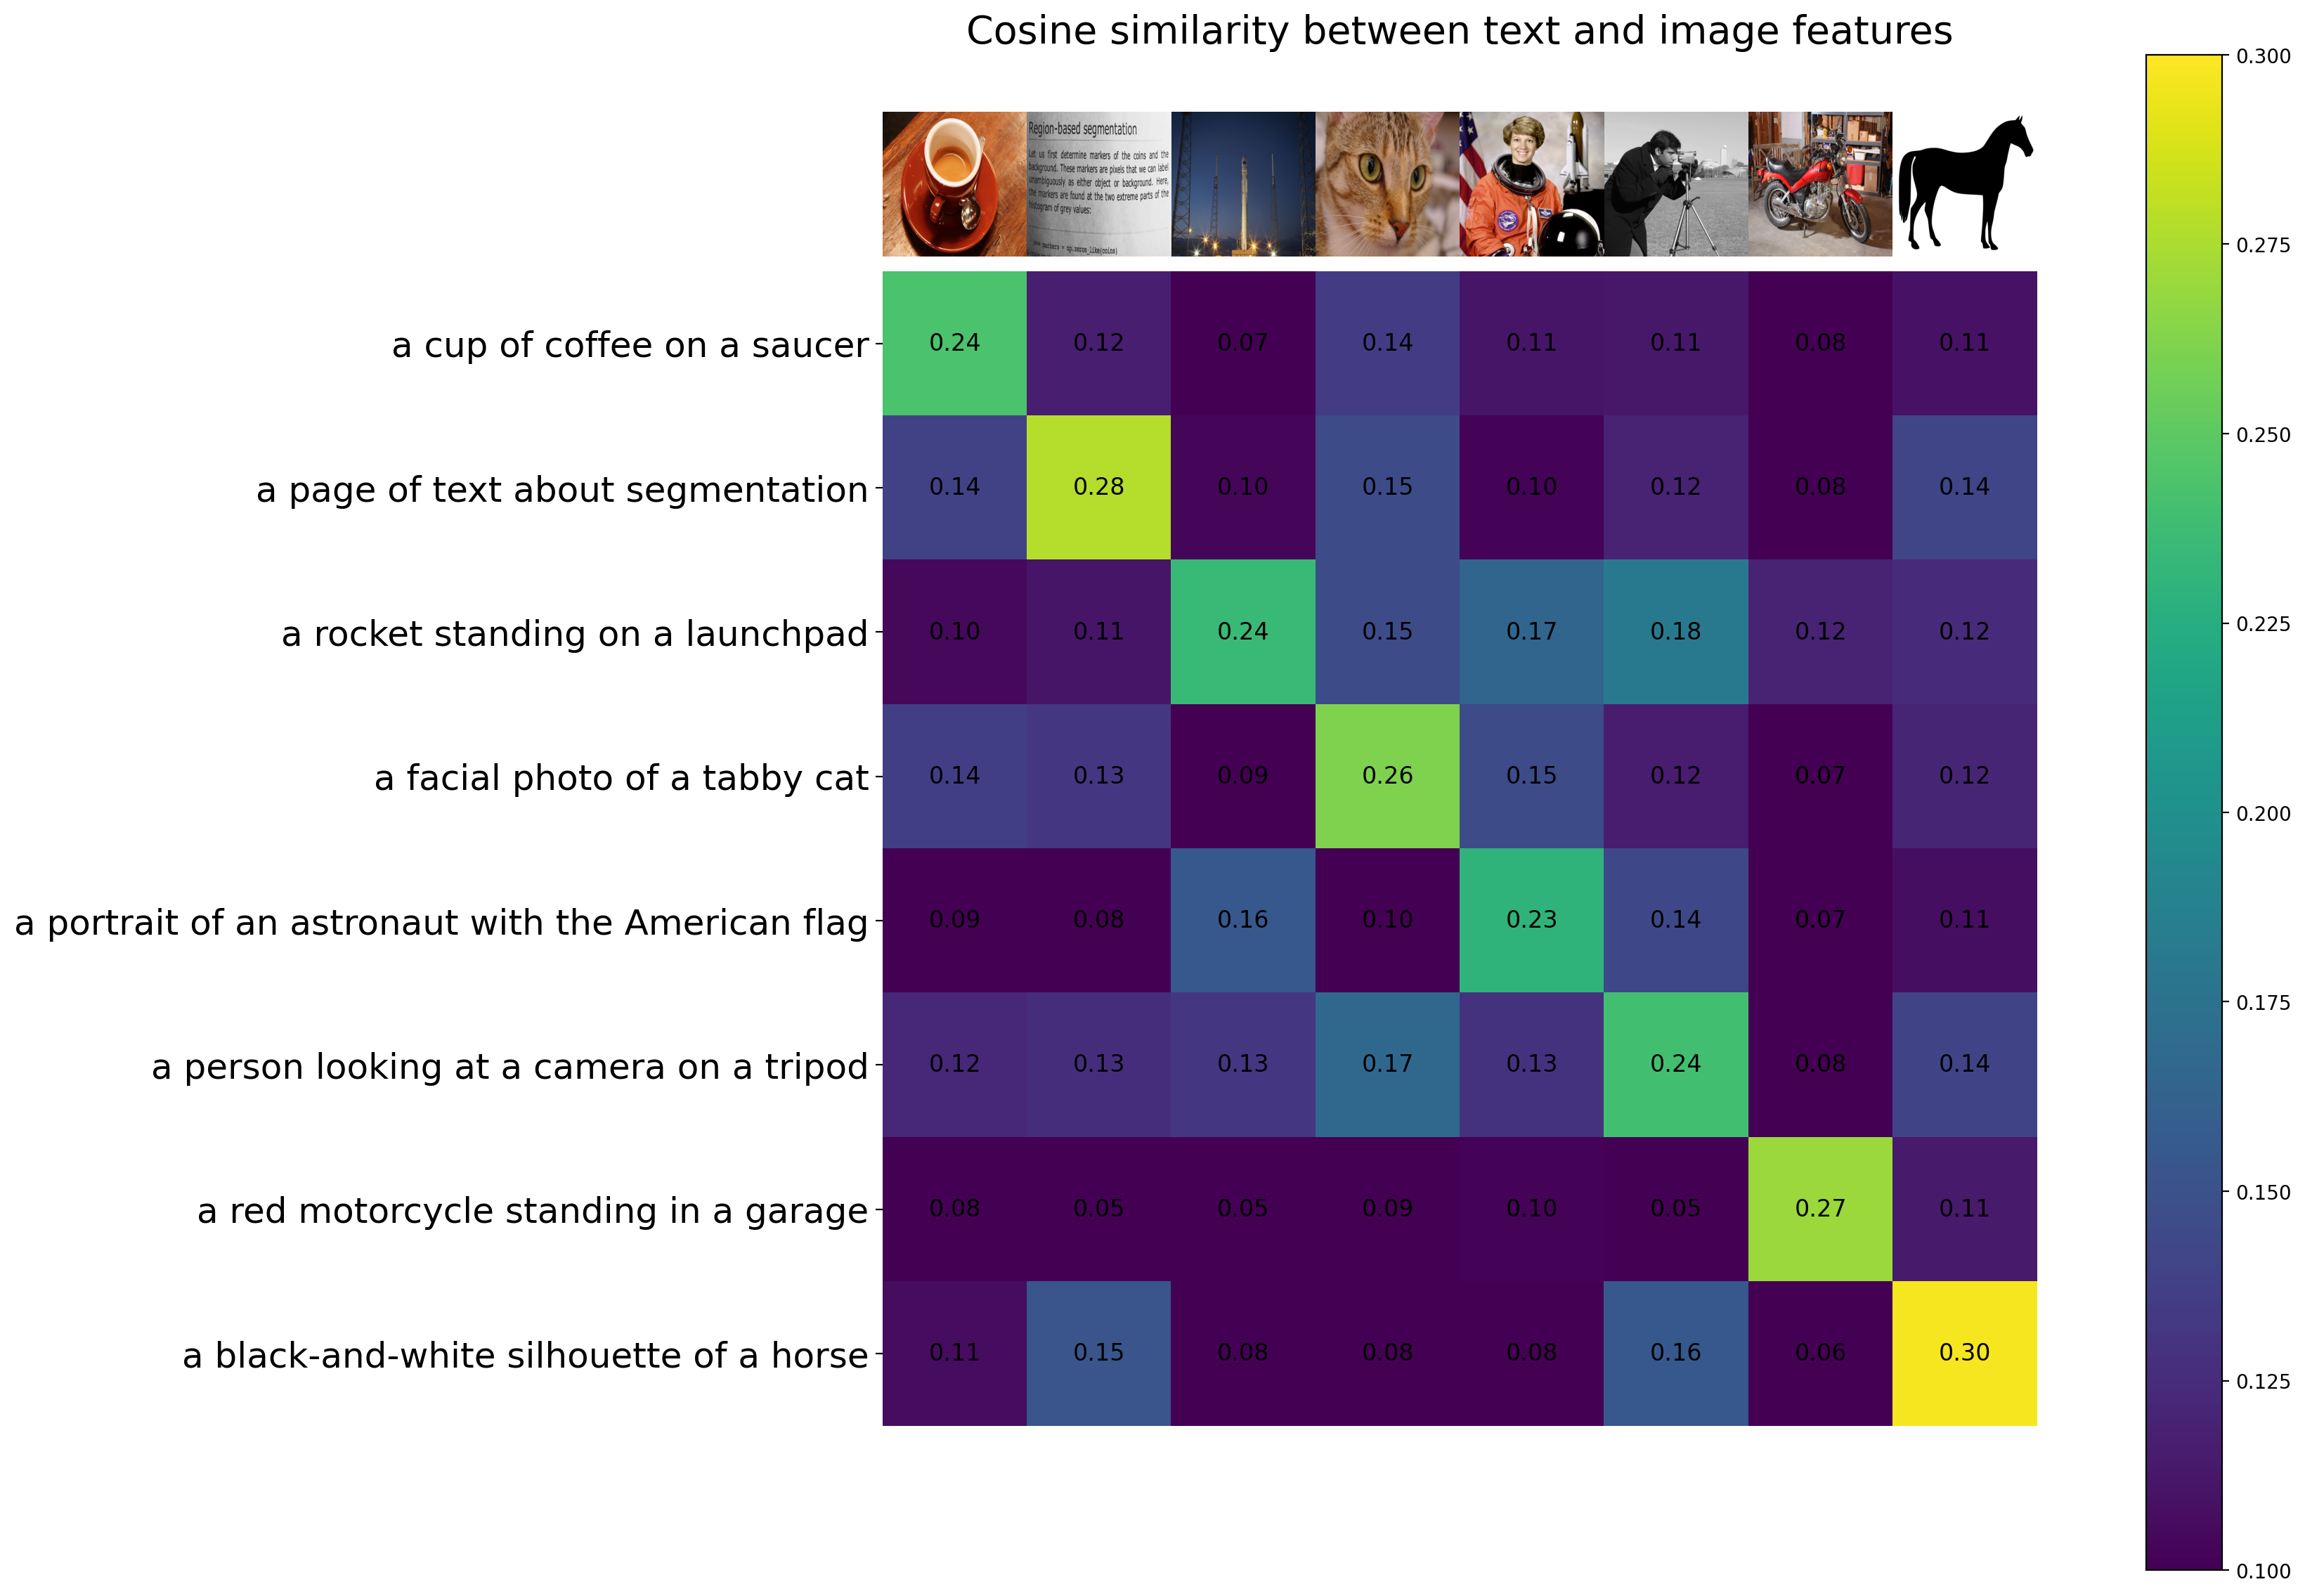 Cosine similarity between text and image features
Region-based segmentation
Let us first determine markers of the coins and the
background. These markers are pixels that we can label
unambiguously as either object or background. Here,
the markers are found at the two extreme parts of the
histogram of grey values:
>>> markers = np.zeros_like(coins)
a cup of coffee on a saucer 0.24 0.12 0.07 0.14 0.11 0.11 0.08 0.11
a page of text about segmentation 0.14 0.28 0.10 0.15 0.10 0.12 0.08 0.14
a rocket standing on a launchpad 0.10 0.11 0.24 0.15 0.17 0.18 0.12 0.12
a facial photo of a tabby cat 0.14 0.13 0.09 0.26 0.15 0.12 0.07 0.12
a portrait of an astronaut with the American flag 0.09 0.08 0.16 0.10 0.23 0.14 0.07 0.11
a person looking at a camera on a tripod 0.12 0.13 0.13 0.17 0.13 0.24 0.08 0.14
a red motorcycle standing in a garage 0.08 0.05 0.05 0.09 0.10 0.05 0.27 0.11
a black-and-white silhouette of a horse 0.11 0.15 0.08 0.08 0.08 0.16 0.06 0.30
0.300
0.275
0.250
0.225
0.200
0.175
0.150
0.125
0.100